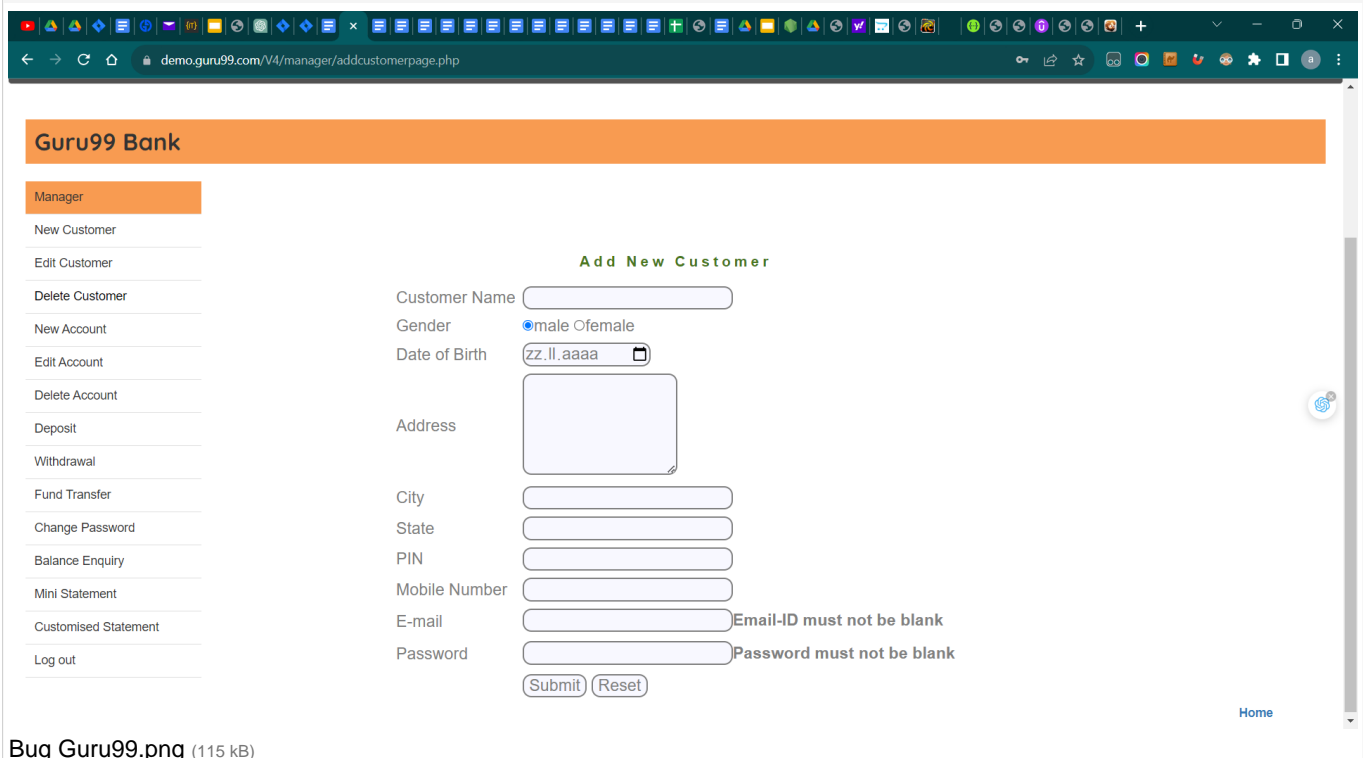 demo.guru99.com/V4/manager/addcustomerpage.php
Guru99 Bank
Manager
New Customer
Edit Customer
Delete Customer
New Account
Edit Account
Delete Account
Deposit
Withdrawal
Fund Transfer
Change Password
Balance Enquiry
Mini Statement
Customised Statement
Log out
Add New Customer
Customer Name
Gender male female
Date of Birth zz.ll.aaaa
Address
City
State
PIN
Mobile Number
E-mail Email-ID must not be blank
Password Password must not be blank
Submit Reset
Home
Bug Guru99.png (115 kB)